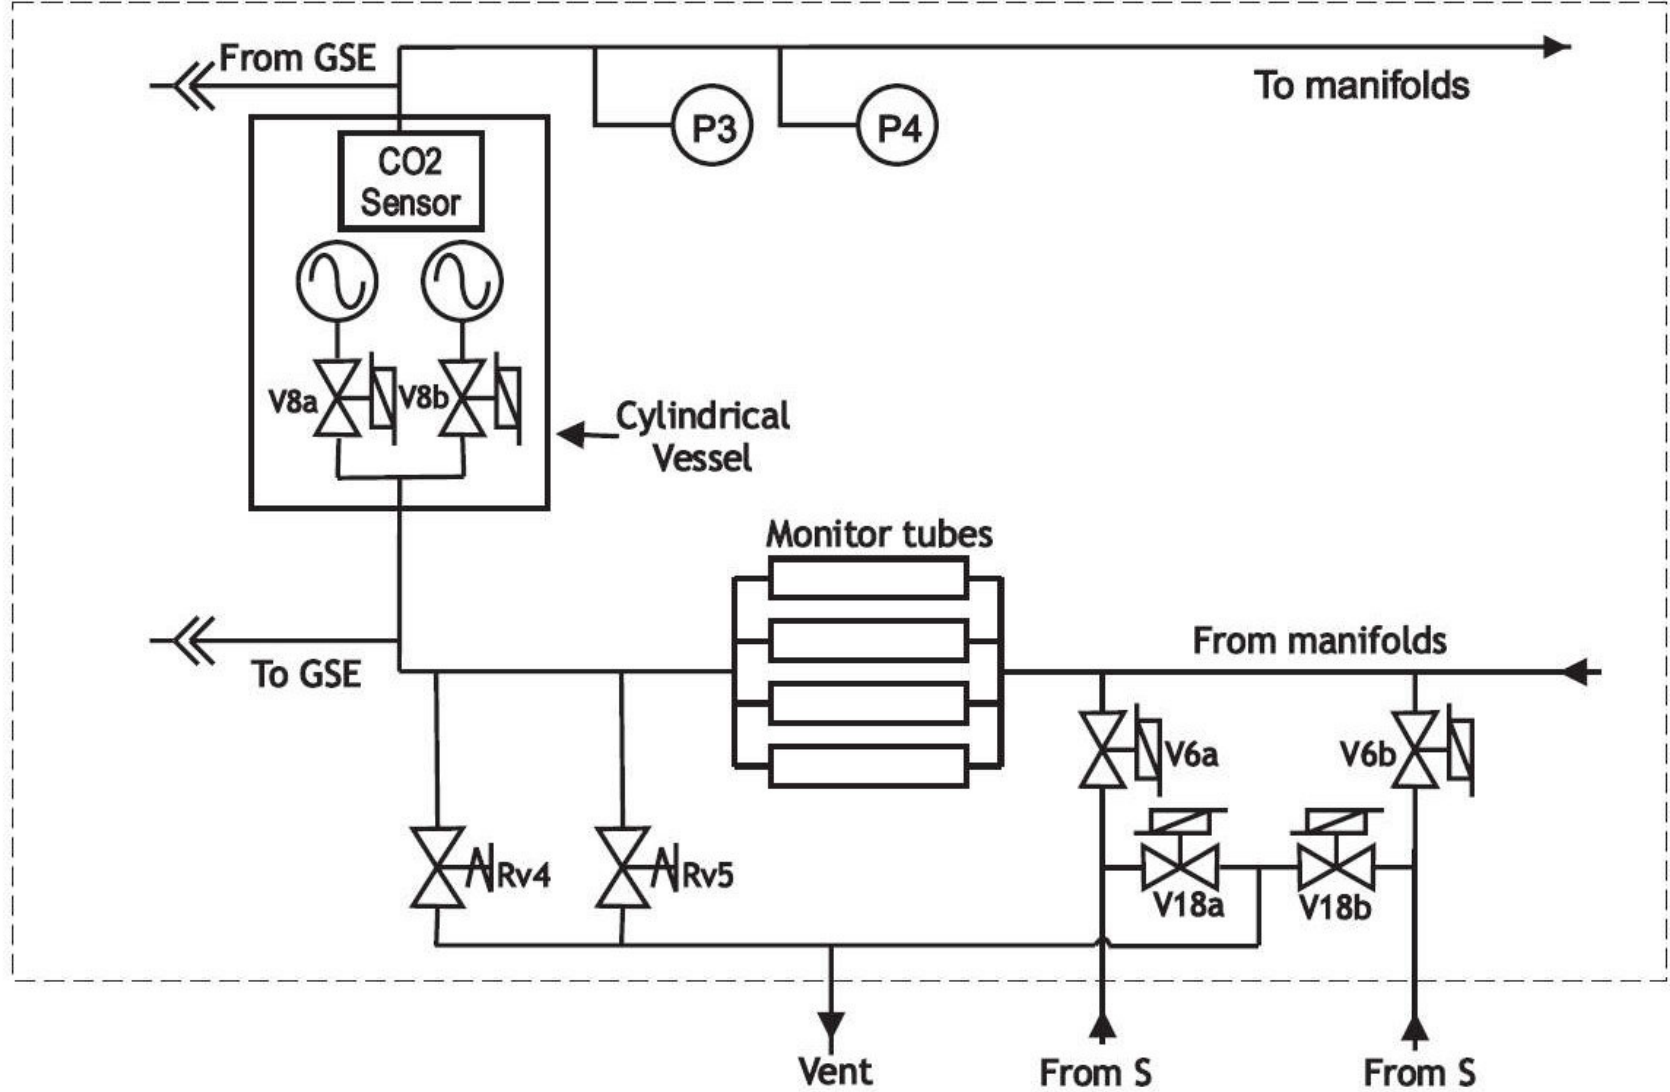 From GSE
To manifolds
P3
P4
CO2
Sensor
V8a
V8b
Cylindrical
Vessel
Monitor tubes
From manifolds
To GSE
V6a
V6b
Rv4
Rv5
V18a
V18b
Vent
From S
From S